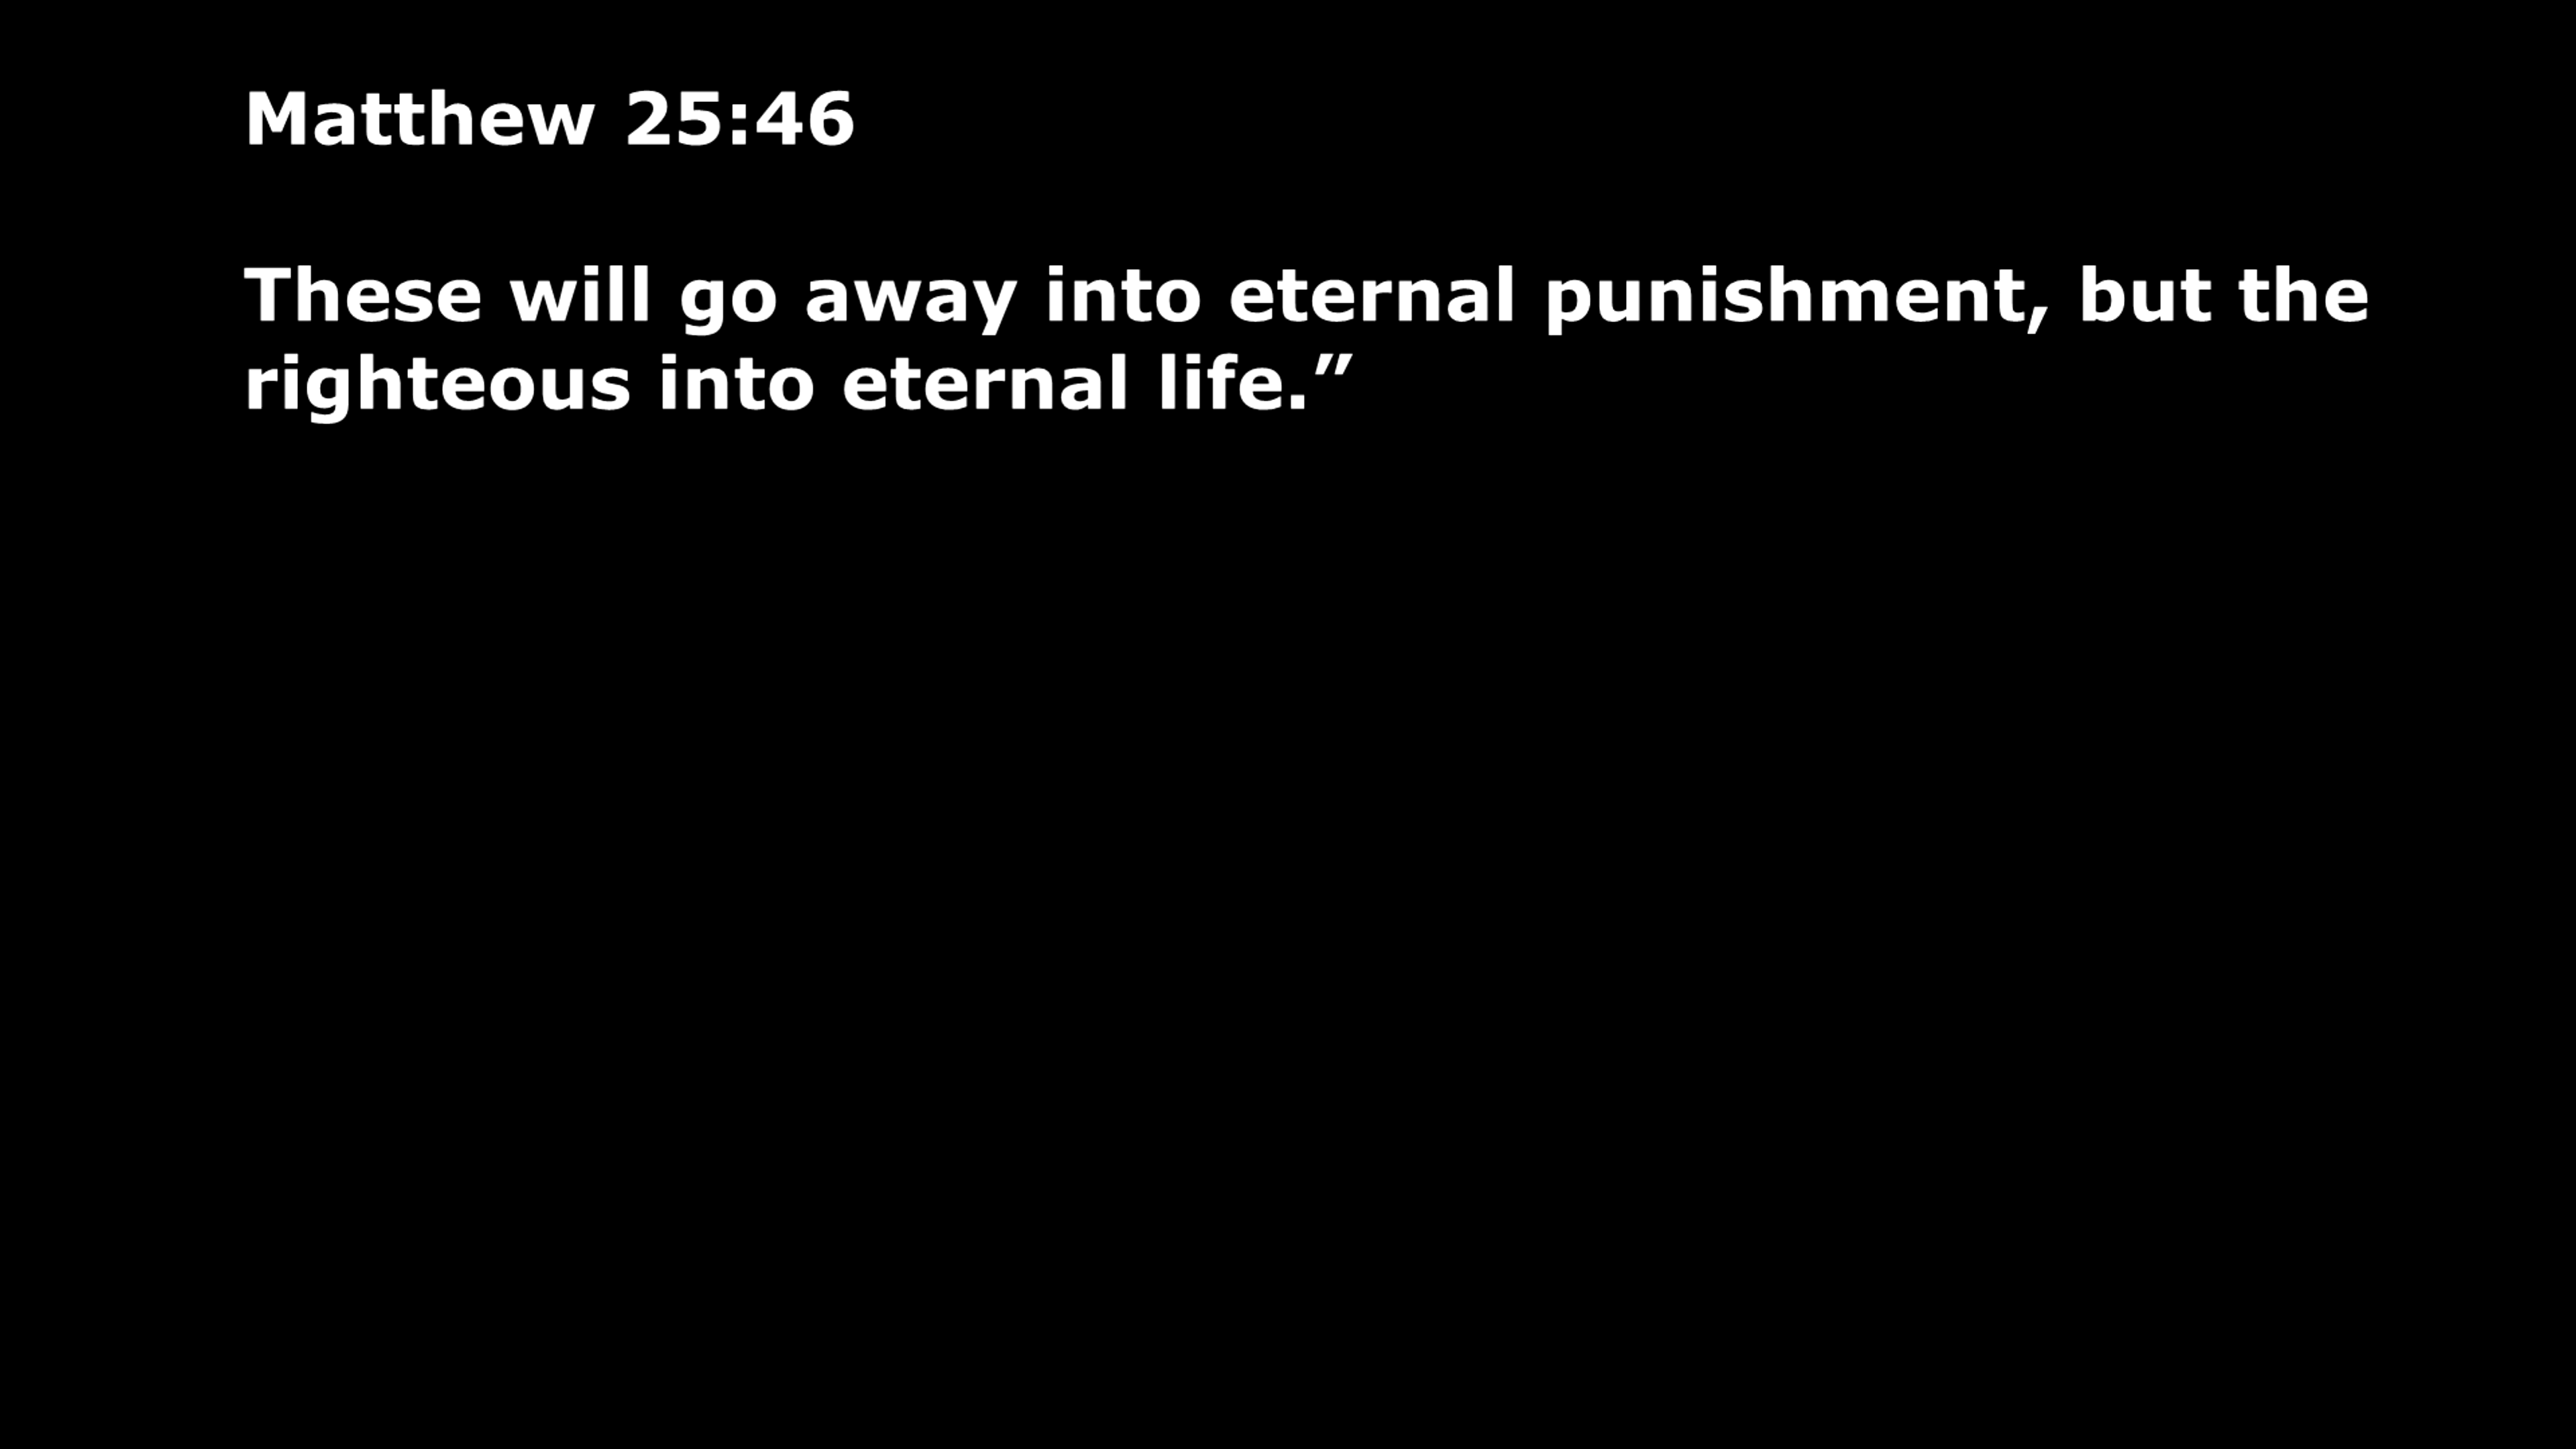 Matthew 25:46
These will go away into eternal punishment, but the
righteous into eternal life.”